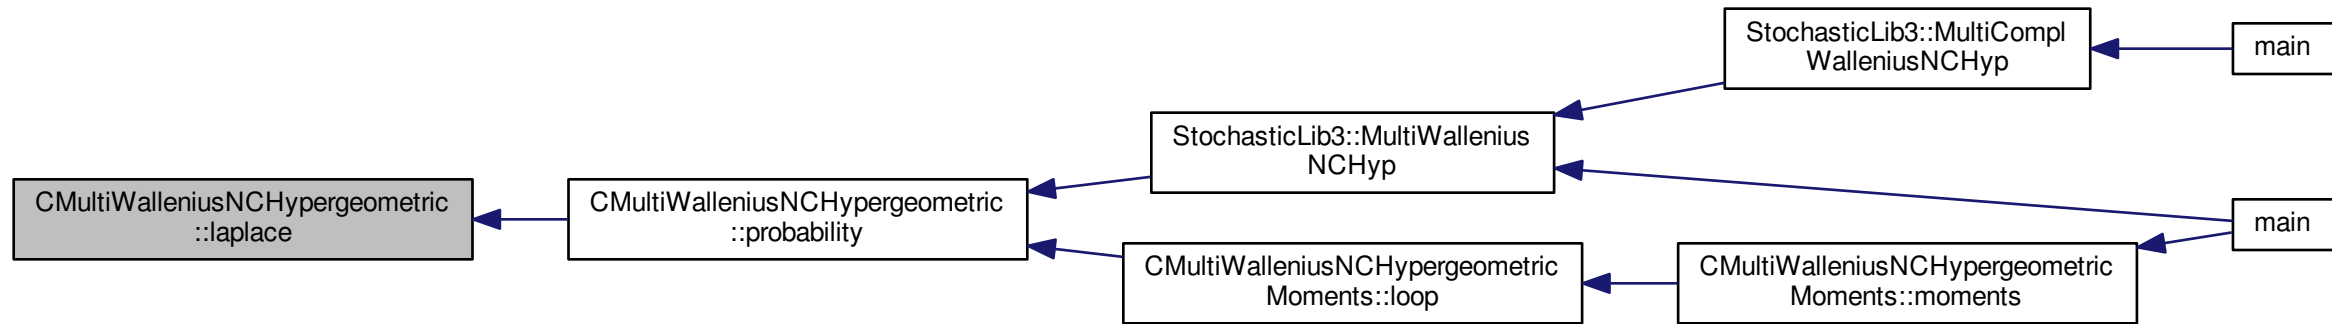 StochasticLib3::MultiCompl
WalleniusNCHyp
main
StochasticLib3::MultiWallenius
NCHyp
CMultiWalleniusNCHypergeometric
::laplace
CMultiWalleniusNCHypergeometric
::probability
main
CMultiWalleniusNCHypergeometric
Moments::loop
CMultiWalleniusNCHypergeometric
Moments::moments